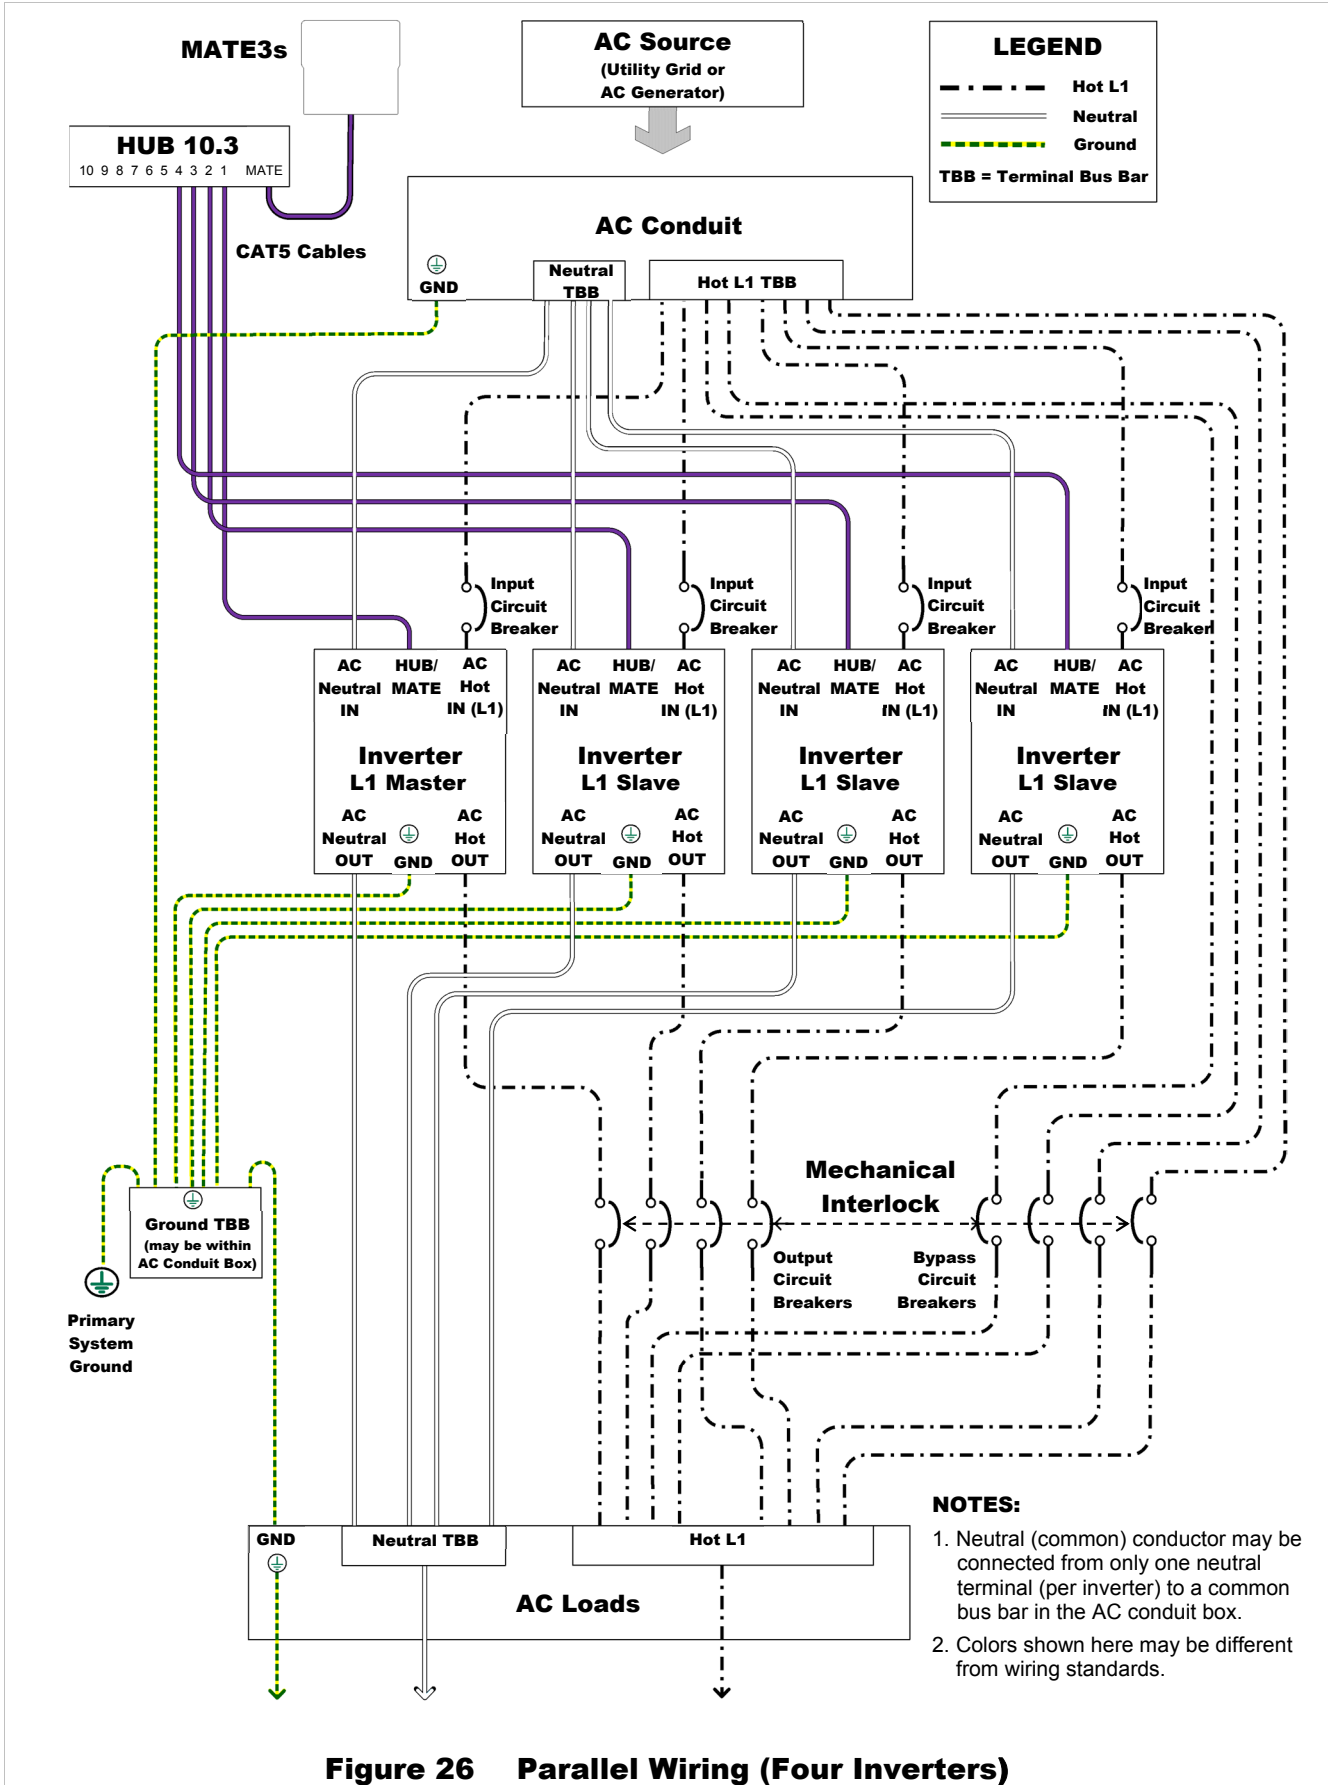 MATE3s
AC Source
(Utility Grid or
AC Generator)
LEGEND
Hot L1
Neutral
Ground
TBB = Terminal Bus Bar
HUB 10.3
10 9 8 7 6 5 4 3 2 1 MATE
CAT5 Cables
AC Conduit
GND
Neutral
TBB
Hot L1 TBB
Input
Circuit
Breaker
Input
Circuit
Breaker
Input
Circuit
Breaker
Input
Circuit
Breaker
AC
Neutral
IN
HUB/
MATE
AC
Hot
IN (L1)
Inverter
L1 Master
AC
Neutral
OUT
GND
AC
Hot
OUT
AC
Neutral
IN
HUB/
MATE
AC
Hot
IN (L1)
Inverter
L1 Slave
AC
Neutral
OUT
GND
AC
Hot
OUT
AC
Neutral
IN
HUB/
MATE
AC
Hot
IN (L1)
Inverter
L1 Slave
AC
Neutral
OUT
GND
AC
Hot
OUT
AC
Neutral
IN
HUB/
MATE
AC
Hot
IN (L1)
Inverter
L1 Slave
AC
Neutral
OUT
GND
AC
Hot
OUT
Mechanical
Interlock
Output
Circuit
Breakers
Bypass
Circuit
Breakers
Ground TBB
(may be within
AC Conduit Box)
Primary
System
Ground
GND
Neutral TBB
Hot L1
AC Loads
NOTES:
1. Neutral (common) conductor may be
connected from only one neutral
terminal (per inverter) to a common
bus bar in the AC conduit box.
2. Colors shown here may be different
from wiring standards.
Figure 26 Parallel Wiring (Four Inverters)